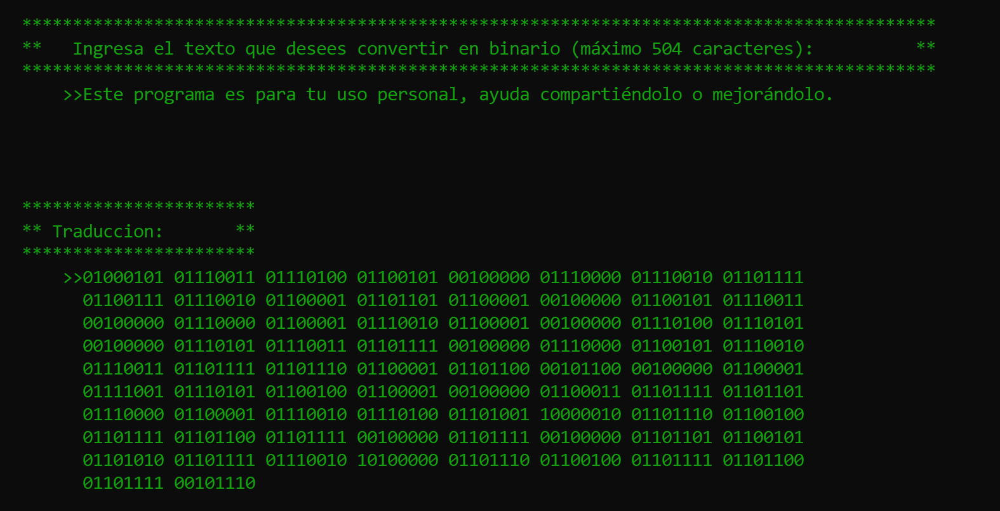 ******************************************************************************************
**   Ingresa el texto que desees convertir en binario (máximo 504 caracteres):          **
******************************************************************************************
    >>Este programa es para tu uso personal, ayuda compartiéndolo o mejorándolo.
***********************
** Traduccion:       **
***********************
    >>01000101 01110011 01110100 01100101 00100000 01110000 01110010 01101111
      01100111 01110010 01100001 01101101 01100001 00100000 01100101 01110011
      00100000 01110000 01100001 01110010 01100001 00100000 01110100 01110101
      00100000 01110101 01110011 01101111 00100000 01110000 01100101 01110010
      01110011 01101111 01101110 01100001 01101100 00101100 00100000 01100001
      01111001 01110101 01100100 01100001 00100000 01100011 01101111 01101101
      01110000 01100001 01110010 01110100 01101001 10000010 01101110 01100100
      01101111 01101100 01101111 00100000 01101111 00100000 01101101 01100101
      01101010 01101111 01110010 10100000 01101110 01100100 01101111 01101100
      01101111 00101110